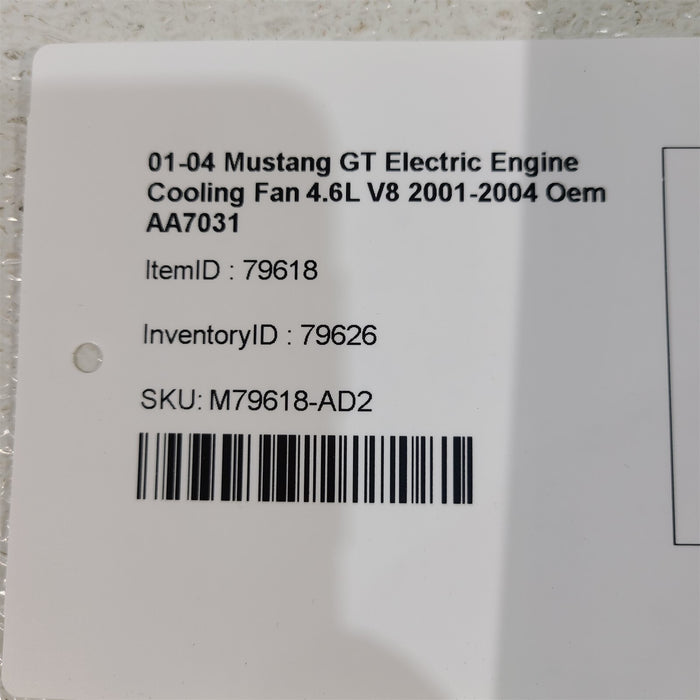 01-04 Mustang GT Electric Engine
Cooling Fan 4.6L V8 2001-2004 Oem
AA7031
ItemID : 79618
InventoryID : 79626
SKU: M79618-AD2